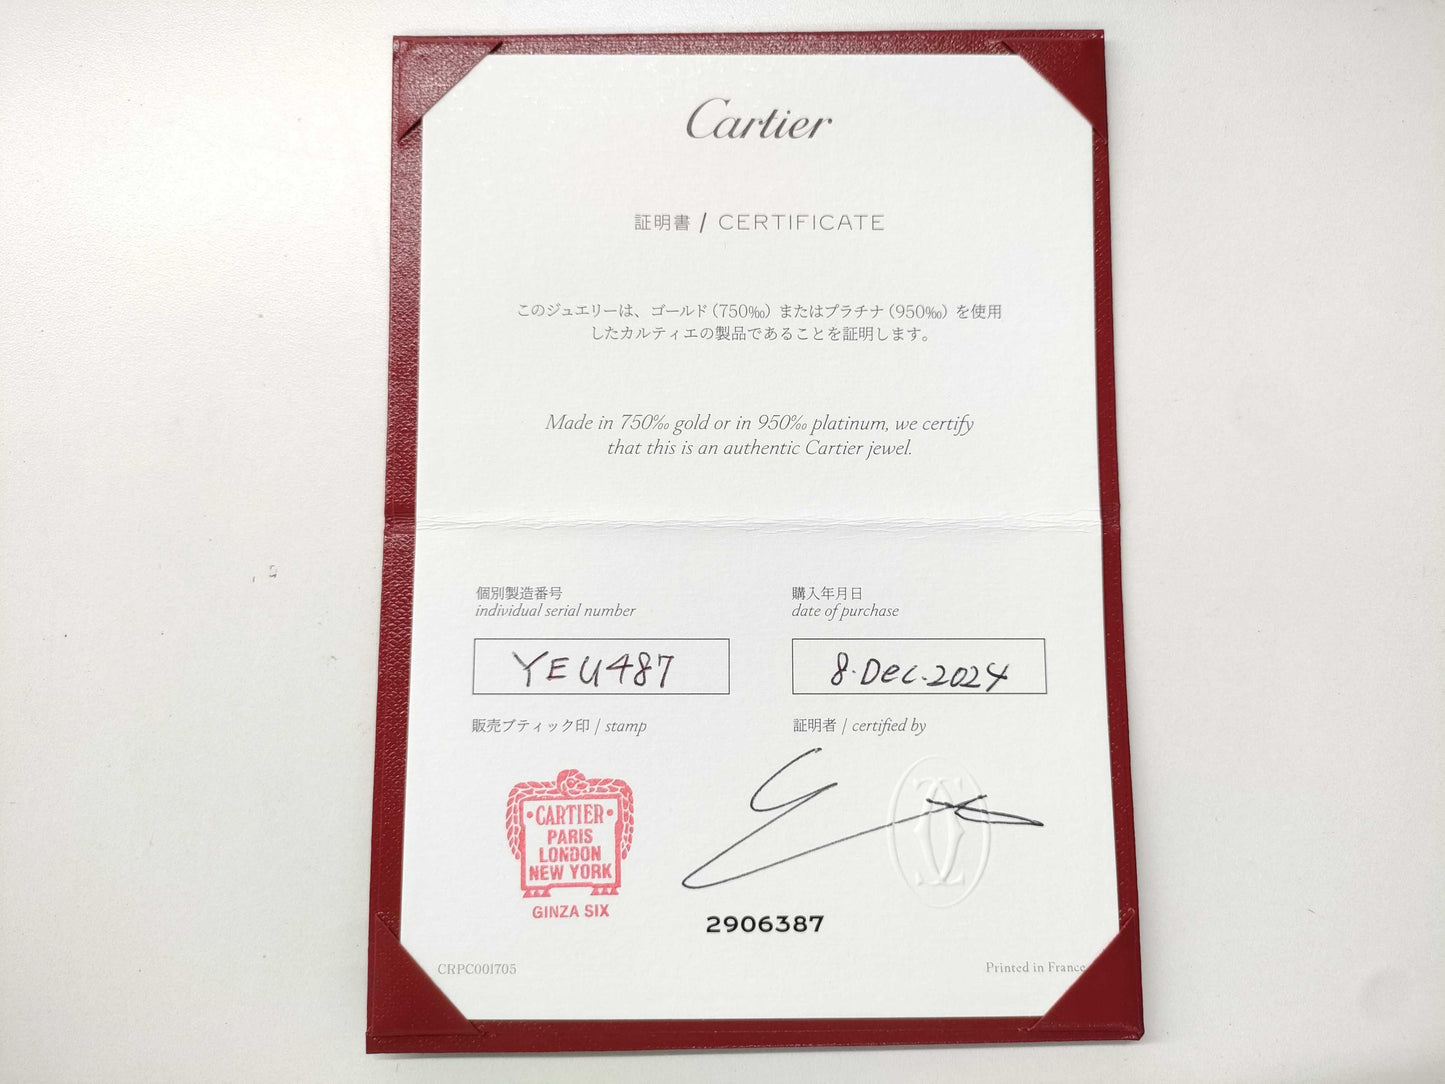 Cartier
証明書 / CERTIFICATE
このジュエリーは、ゴールド（750‰）またはプラチナ（950‰）を使用
したカルティエの製品であることを証明します。
Made in 750‰ gold or in 950‰ platinum, we certify
that this is an authentic Cartier jewel.
個別製造番号
individual serial number
YEU487
購入年月日
date of purchase
8.Dec.2024
販売ブティック印 / stamp
証明者 / certified by
·CARTIER·
PARIS
LONDON
NEW YORK
GINZA SIX
2906387
CRPC001705
Printed in France